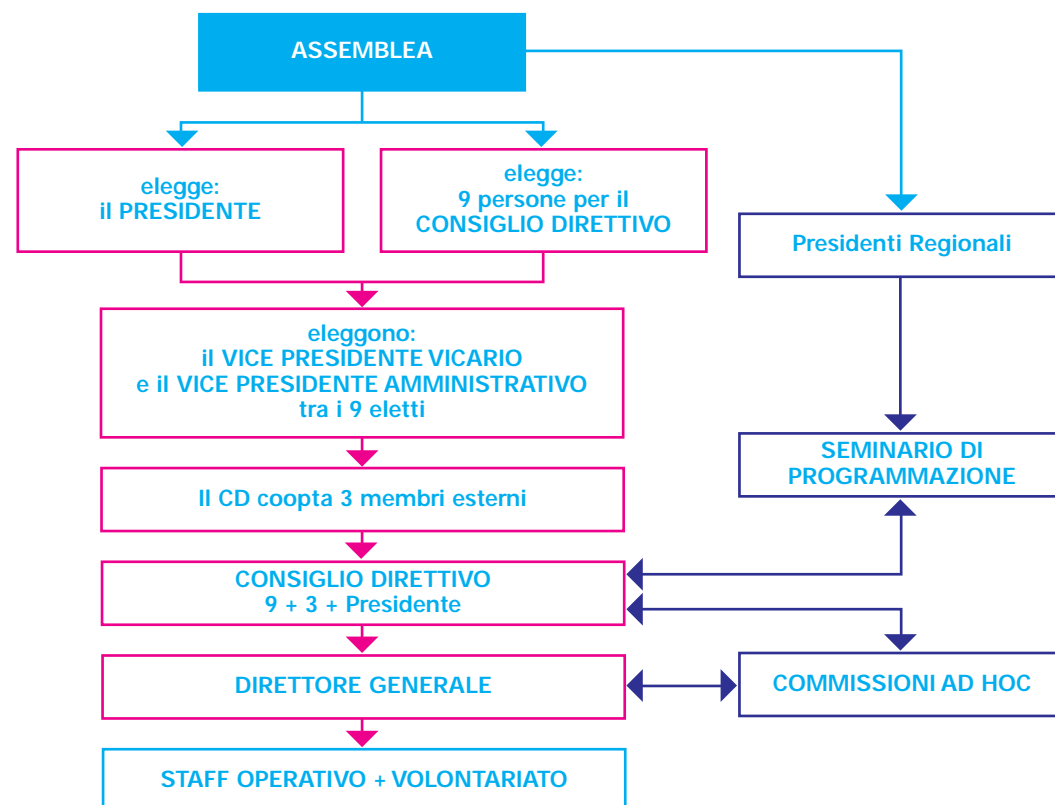 ASSEMBLEA
elegge:
il PRESIDENTE
elegge:
9 persone per il
CONSIGLIO DIRETTIVO
Presidenti Regionali
eleggono:
il VICE PRESIDENTE VICARIO
e il VICE PRESIDENTE AMMINISTRATIVO
tra i 9 eletti
SEMINARIO DI
PROGRAMMAZIONE
Il CD coopta 3 membri esterni
CONSIGLIO DIRETTIVO
9 + 3 + Presidente
DIRETTORE GENERALE
COMMISSIONI AD HOC
STAFF OPERATIVO + VOLONTARIATO